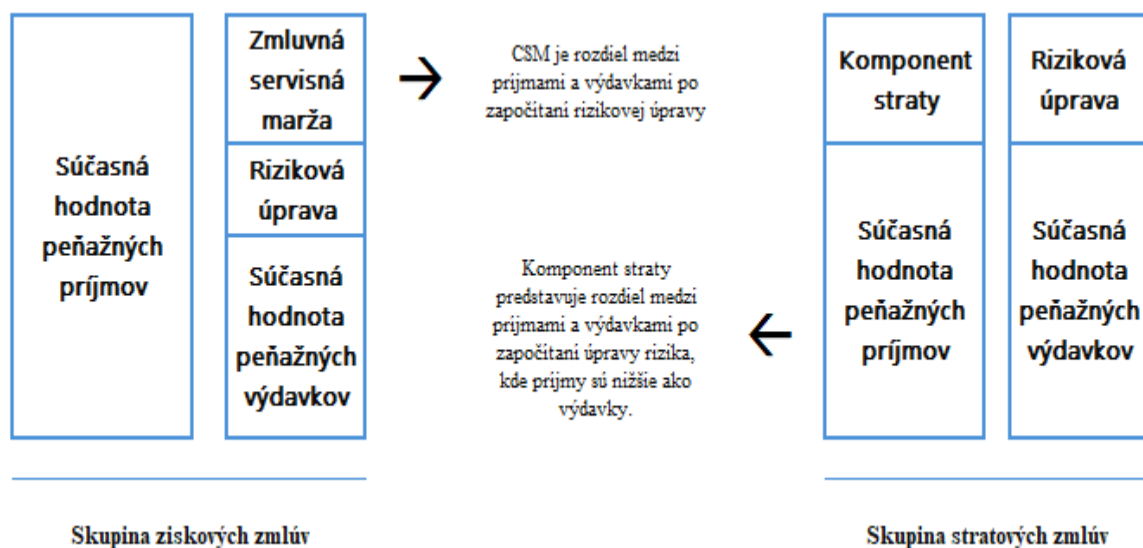 Súčasná
hodnota
peňažných
príjmov
Zmluvná
servisná
marža
Riziková
úprava
Súčasná
hodnota
peňažných
výdavkov
CSM je rozdiel medzi
príjmami a výdavkami po
započítaní rizikovej úpravy
Komponent straty
predstavuje rozdiel medzi
príjmami a výdavkami po
započítaní úpravy rizika,
kde príjmy sú nižšie ako
výdavky.
Komponent
straty
Súčasná
hodnota
peňažných
príjmov
Riziková
úprava
Súčasná
hodnota
peňažných
výdavkov
Skupina ziskových zmlúv
Skupina stratových zmlúv